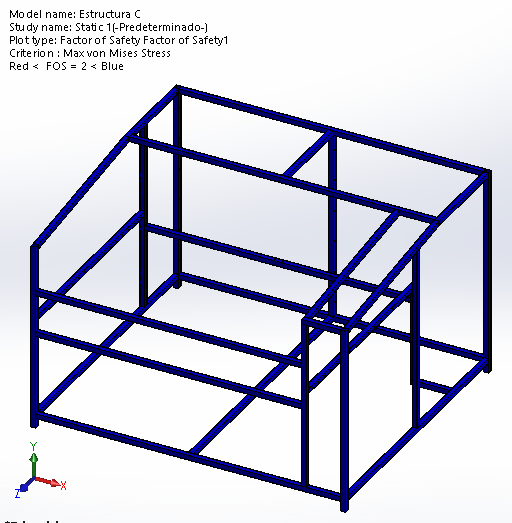 Model name: Estructura C
Study name: Static 1(-Predeterminado-)
Plot type: Factor of Safety Factor of Safety1
Criterion : Max von Mises Stress
Red < FOS = 2 < Blue
Y
X
Z